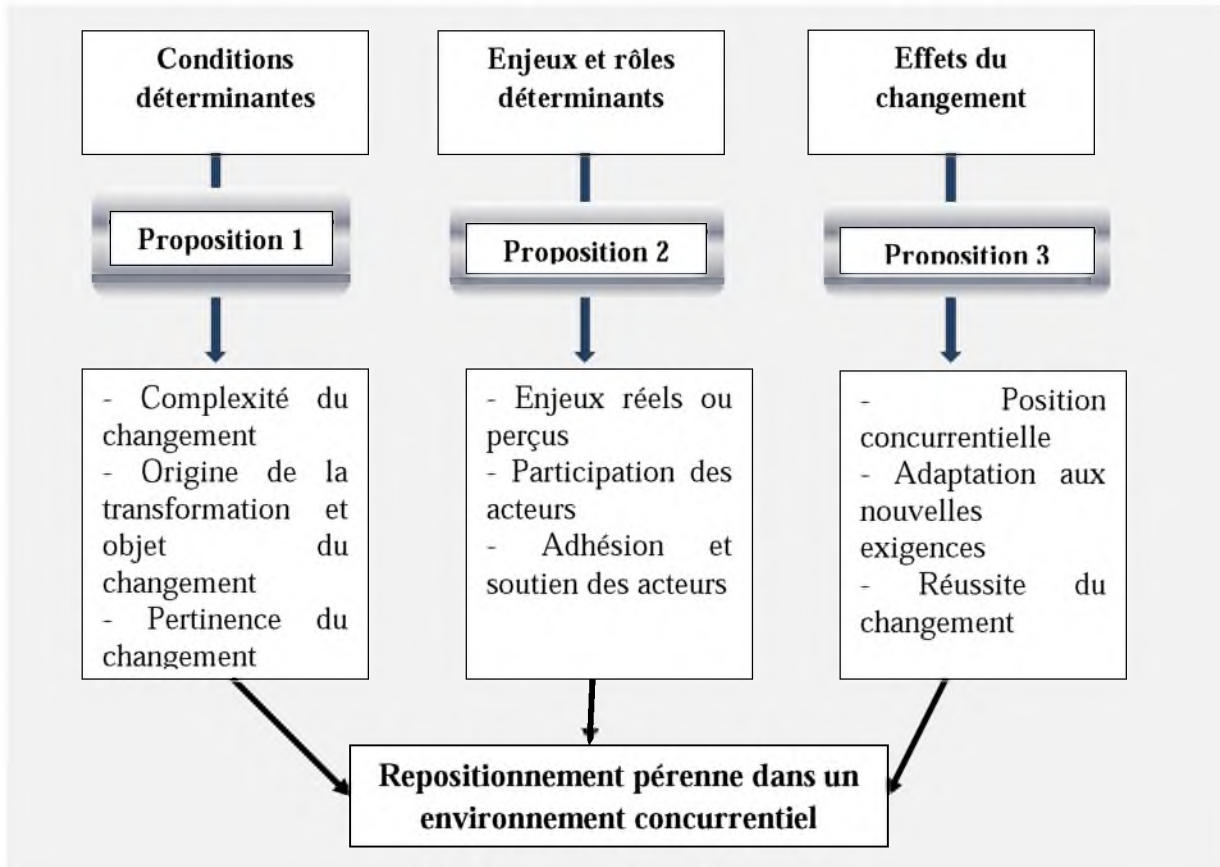 Conditions
déterminantes
Enjeux et rôles
déterminants
Effets du
changement
Proposition 1
Proposition 2
Proposition 3
- Complexité du
changement
- Origine de la
transformation et
objet du
changement
- Pertinence du
changement
- Enjeux réels ou
perçus
- Participation des
acteurs
- Adhésion et
soutien des acteurs
- Position
concurrentielle
- Adaptation aux
nouvelles
exigences
- Réussite du
changement
Repositionnement pérenne dans un
environnement concurrentiel